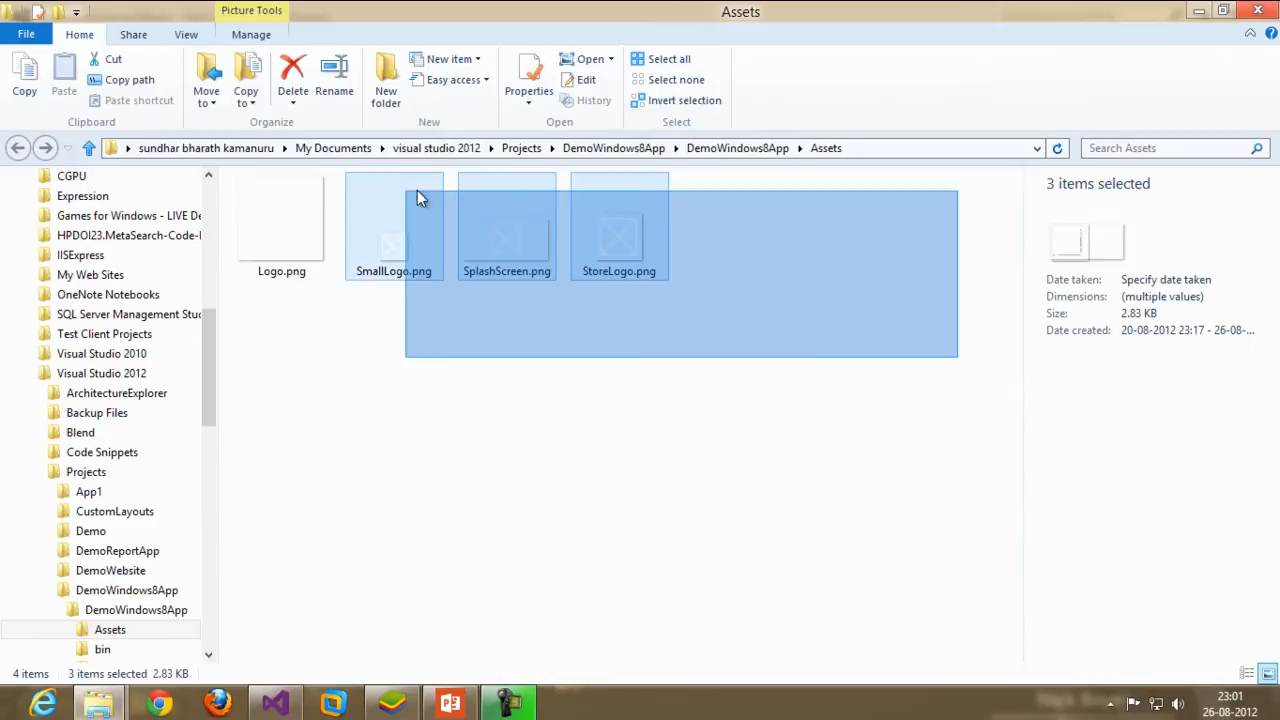 Picture Tools
Assets
File Home Share View Manage
Copy
Paste
Cut
Copy path
Paste shortcut
Clipboard
Move to
Copy to
Delete
Rename
Organize
New folder
New item
Easy access
New
Properties
Open
Edit
History
Open
Select all
Select none
Invert selection
Select
sundhar bharath kamanuru My Documents visual studio 2012 Projects DemoWindows8App DemoWindows8App Assets
Search Assets
CGPU
Expression
Games for Windows - LIVE De
HPDOI23.MetaSearch-Code-I
IISExpress
My Web Sites
OneNote Notebooks
SQL Server Management Stu
Test Client Projects
Visual Studio 2010
Visual Studio 2012
ArchitectureExplorer
Backup Files
Blend
Code Snippets
Projects
App1
CustomLayouts
Demo
DemoReportApp
DemoWebsite
DemoWindows8App
DemoWindows8App
Assets
bin
Logo.png
SmallLogo.png
SplashScreen.png
StoreLogo.png
3 items selected
Date taken: Specify date taken
Dimensions: (multiple values)
Size: 2.83 KB
Date created: 20-08-2012 23:17 - 26-08-...
4 items 3 items selected 2.83 KB
23:01
26-08-2012